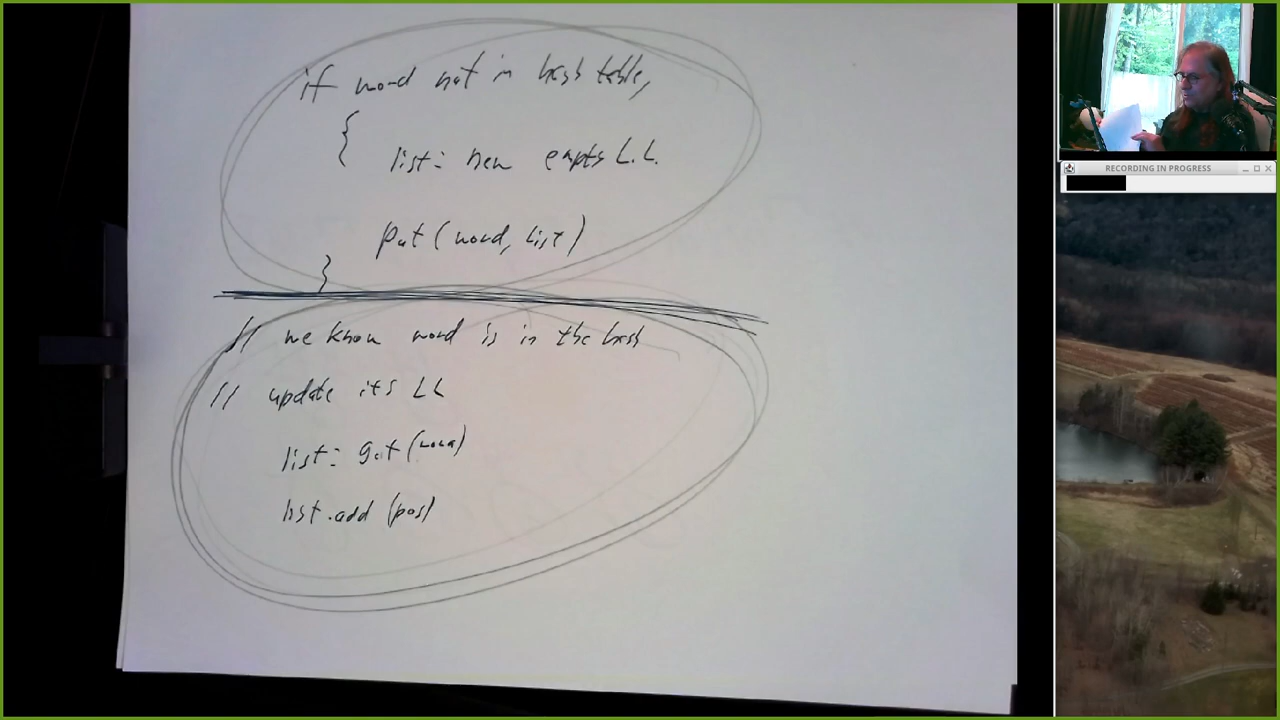 if word not in hash table,
{
list = new empty L.L.
put (word, list)
}
// we know word is in the hash
// update its LL
list = get (word)
list.add (pos)
RECORDING IN PROGRESS